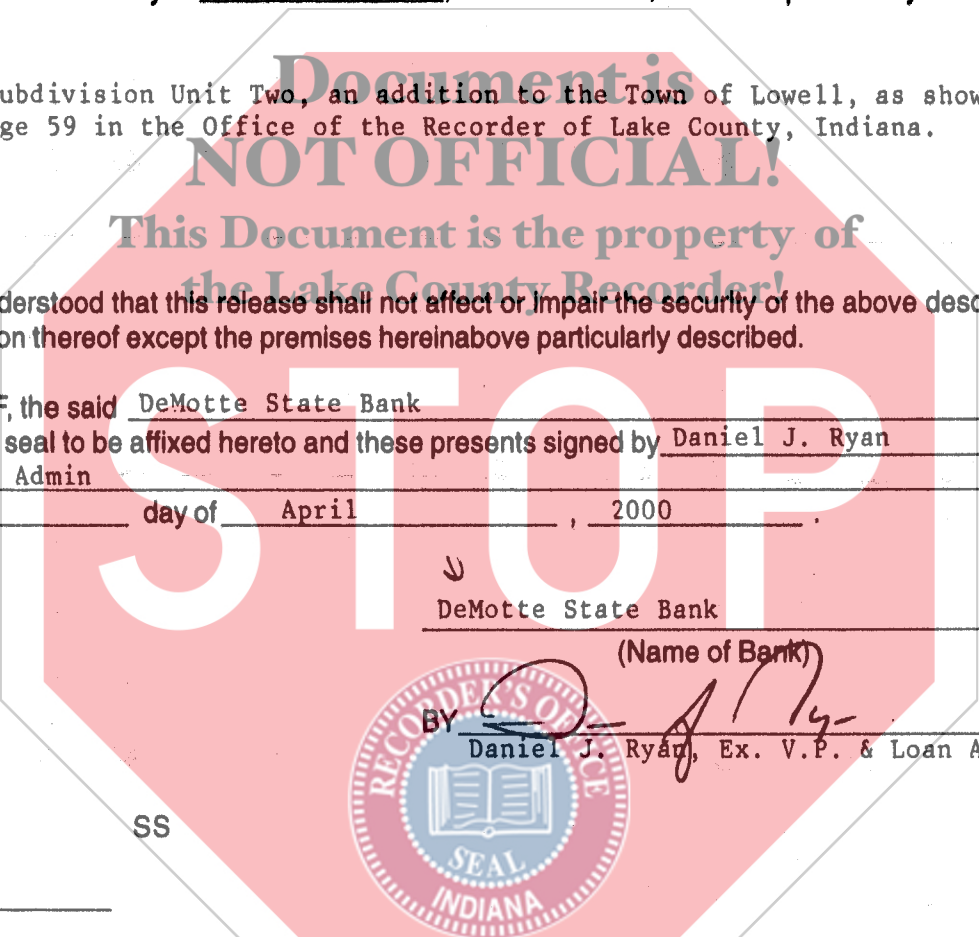 Document is
ubdivision Unit Two, an addition to the Town of Lowell, as show
ge 59 in the Office of the Recorder of Lake County, Indiana.
NOT OFFICIAL!
This Document is the property of
the Lake County Recorder!
derstood that this release shall not affect or impair the security of the above desc
on thereof except the premises hereinabove particularly described.
STOP
F, the said DeMotte State Bank
seal to be affixed hereto and these presents signed by Daniel J. Ryan
Admin
day of April , 2000 .
DeMotte State Bank
(Name of Bank)
BY
Daniel J. Ryan, Ex. V.P. & Loan A
RECORDER'S OFFICE
SEAL
INDIANA
SS